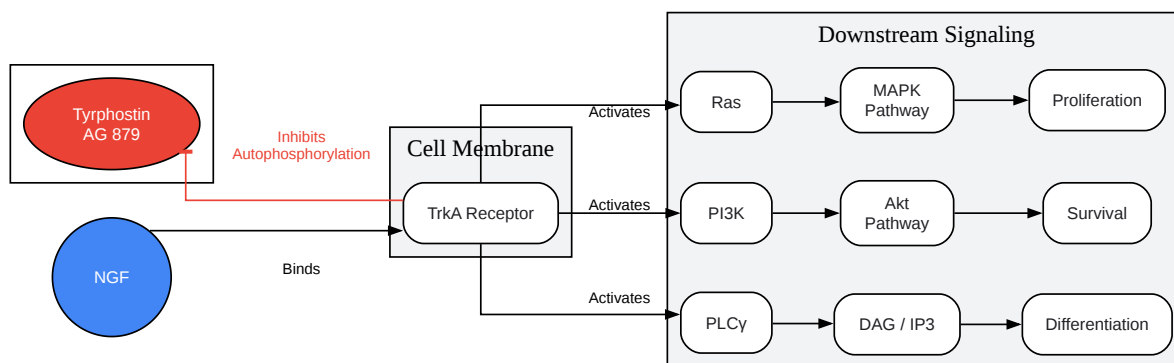 Downstream Signaling
Tyrphostin
AG 879
Inhibits
Autophosphorylation
Cell Membrane
TrkA Receptor
NGF
Binds
Activates
Ras
MAPK
Pathway
Proliferation
Activates
PI3K
Akt
Pathway
Survival
Activates
PLCγ
DAG / IP3
Differentiation